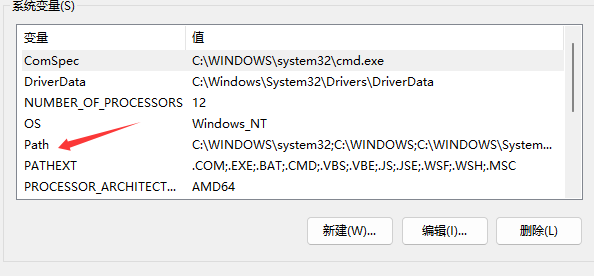 系统变量(S)
变量 值
ComSpec C:\WINDOWS\system32\cmd.exe
DriverData C:\Windows\System32\Drivers\DriverData
NUMBER_OF_PROCESSORS 12
OS Windows_NT
Path C:\WINDOWS\system32;C:\WINDOWS;C:\WINDOWS\System...
PATHEXT .COM;.EXE;.BAT;.CMD;.VBS;.VBE;.JS;.JSE;.WSF;.WSH;.MSC
PROCESSOR_ARCHITECT... AMD64
新建(W)... 编辑(I)... 删除(L)